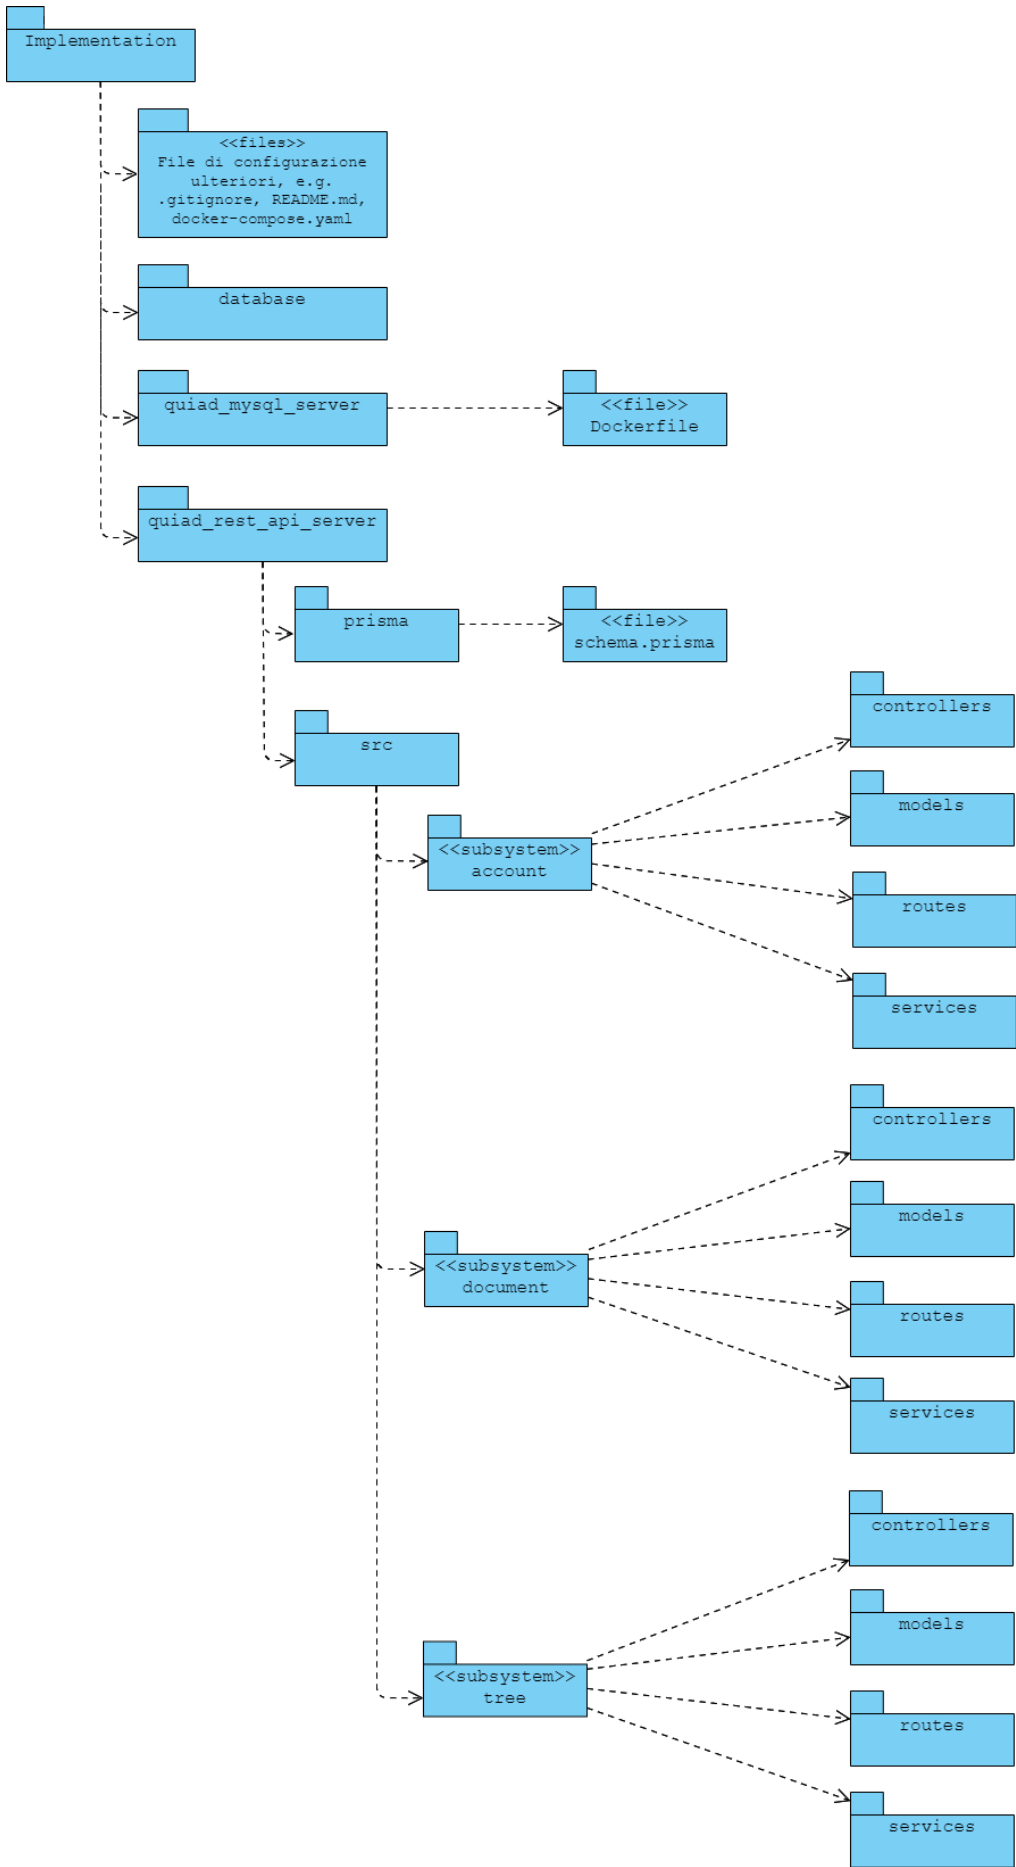 Implementation
<<files>>
File di configurazione
ulteriori, e.g.
.gitignore, README.md,
docker-compose.yaml
database
quiad_mysql_server
<<file>>
Dockerfile
quiad_rest_api_server
prisma
<<file>>
schema.prisma
src
controllers
models
<<subsystem>>
account
routes
services
controllers
models
<<subsystem>>
document
routes
services
controllers
models
<<subsystem>>
tree
routes
services